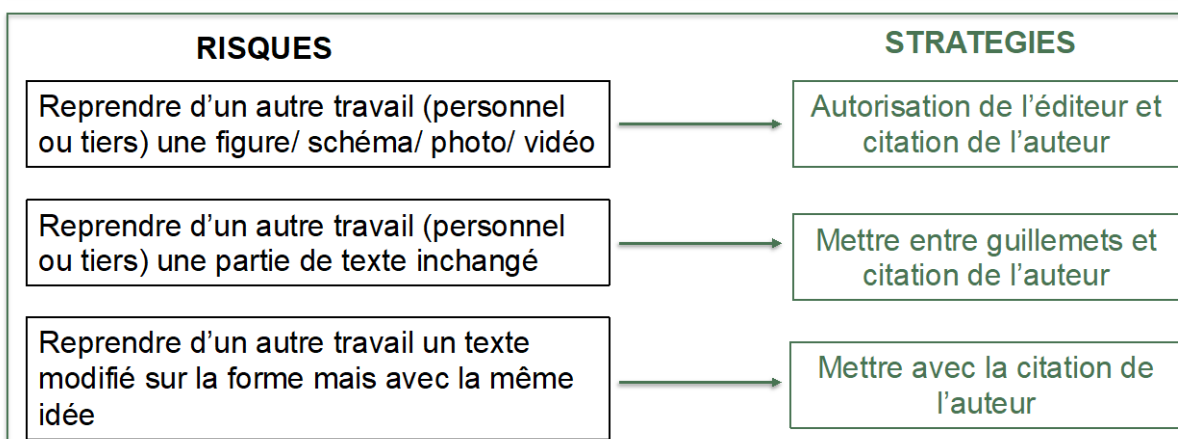 RISQUES
STRATEGIES
Reprendre d’un autre travail (personnel
ou tiers) une figure/ schéma/ photo/ vidéo
Autorisation de l’éditeur et
citation de l’auteur
Reprendre d’un autre travail (personnel
ou tiers) une partie de texte inchangé
Mettre entre guillemets et
citation de l’auteur
Reprendre d’un autre travail un texte
modifié sur la forme mais avec la même
idée
Mettre avec la citation de
l’auteur